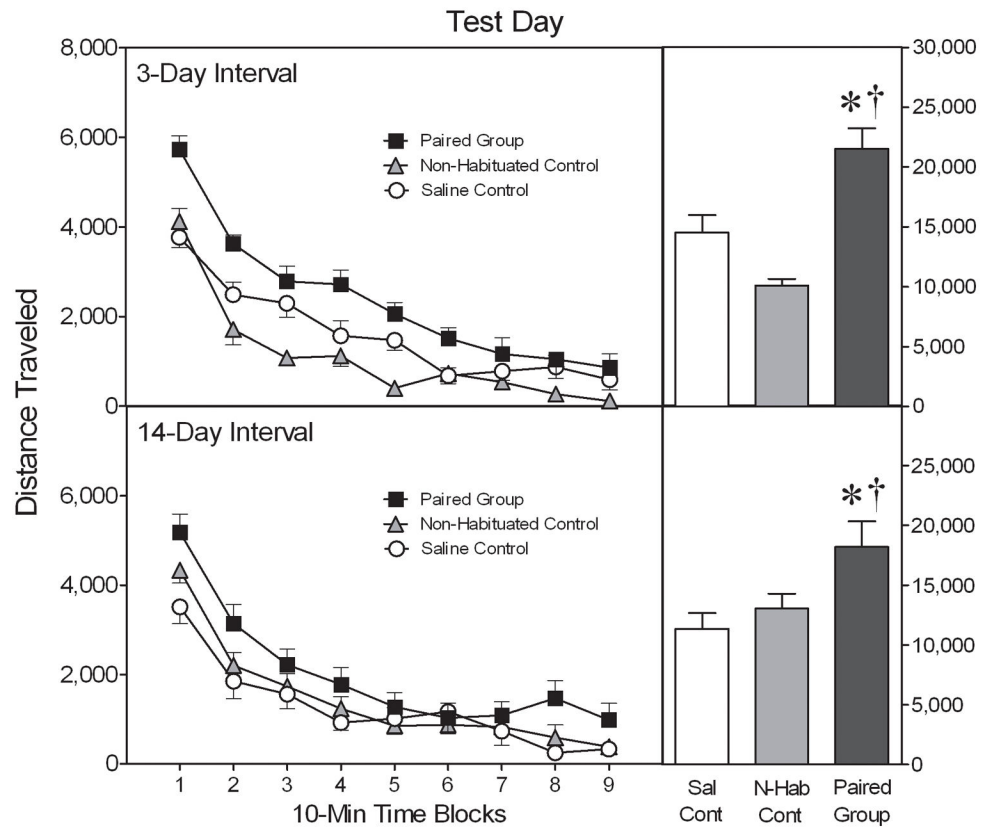 Test Day
Distance Traveled
3-Day Interval
8,000
6,000
4,000
2,000
0
Paired Group
Non-Habituated Control
Saline Control
30,000
25,000
20,000
15,000
10,000
5,000
0
*†
14-Day Interval
6,000
4,000
2,000
0
Paired Group
Non-Habituated Control
Saline Control
25,000
20,000
15,000
10,000
5,000
0
*†
1 2 3 4 5 6 7 8 9
10-Min Time Blocks
Sal N-Hab Paired
Cont Cont Group